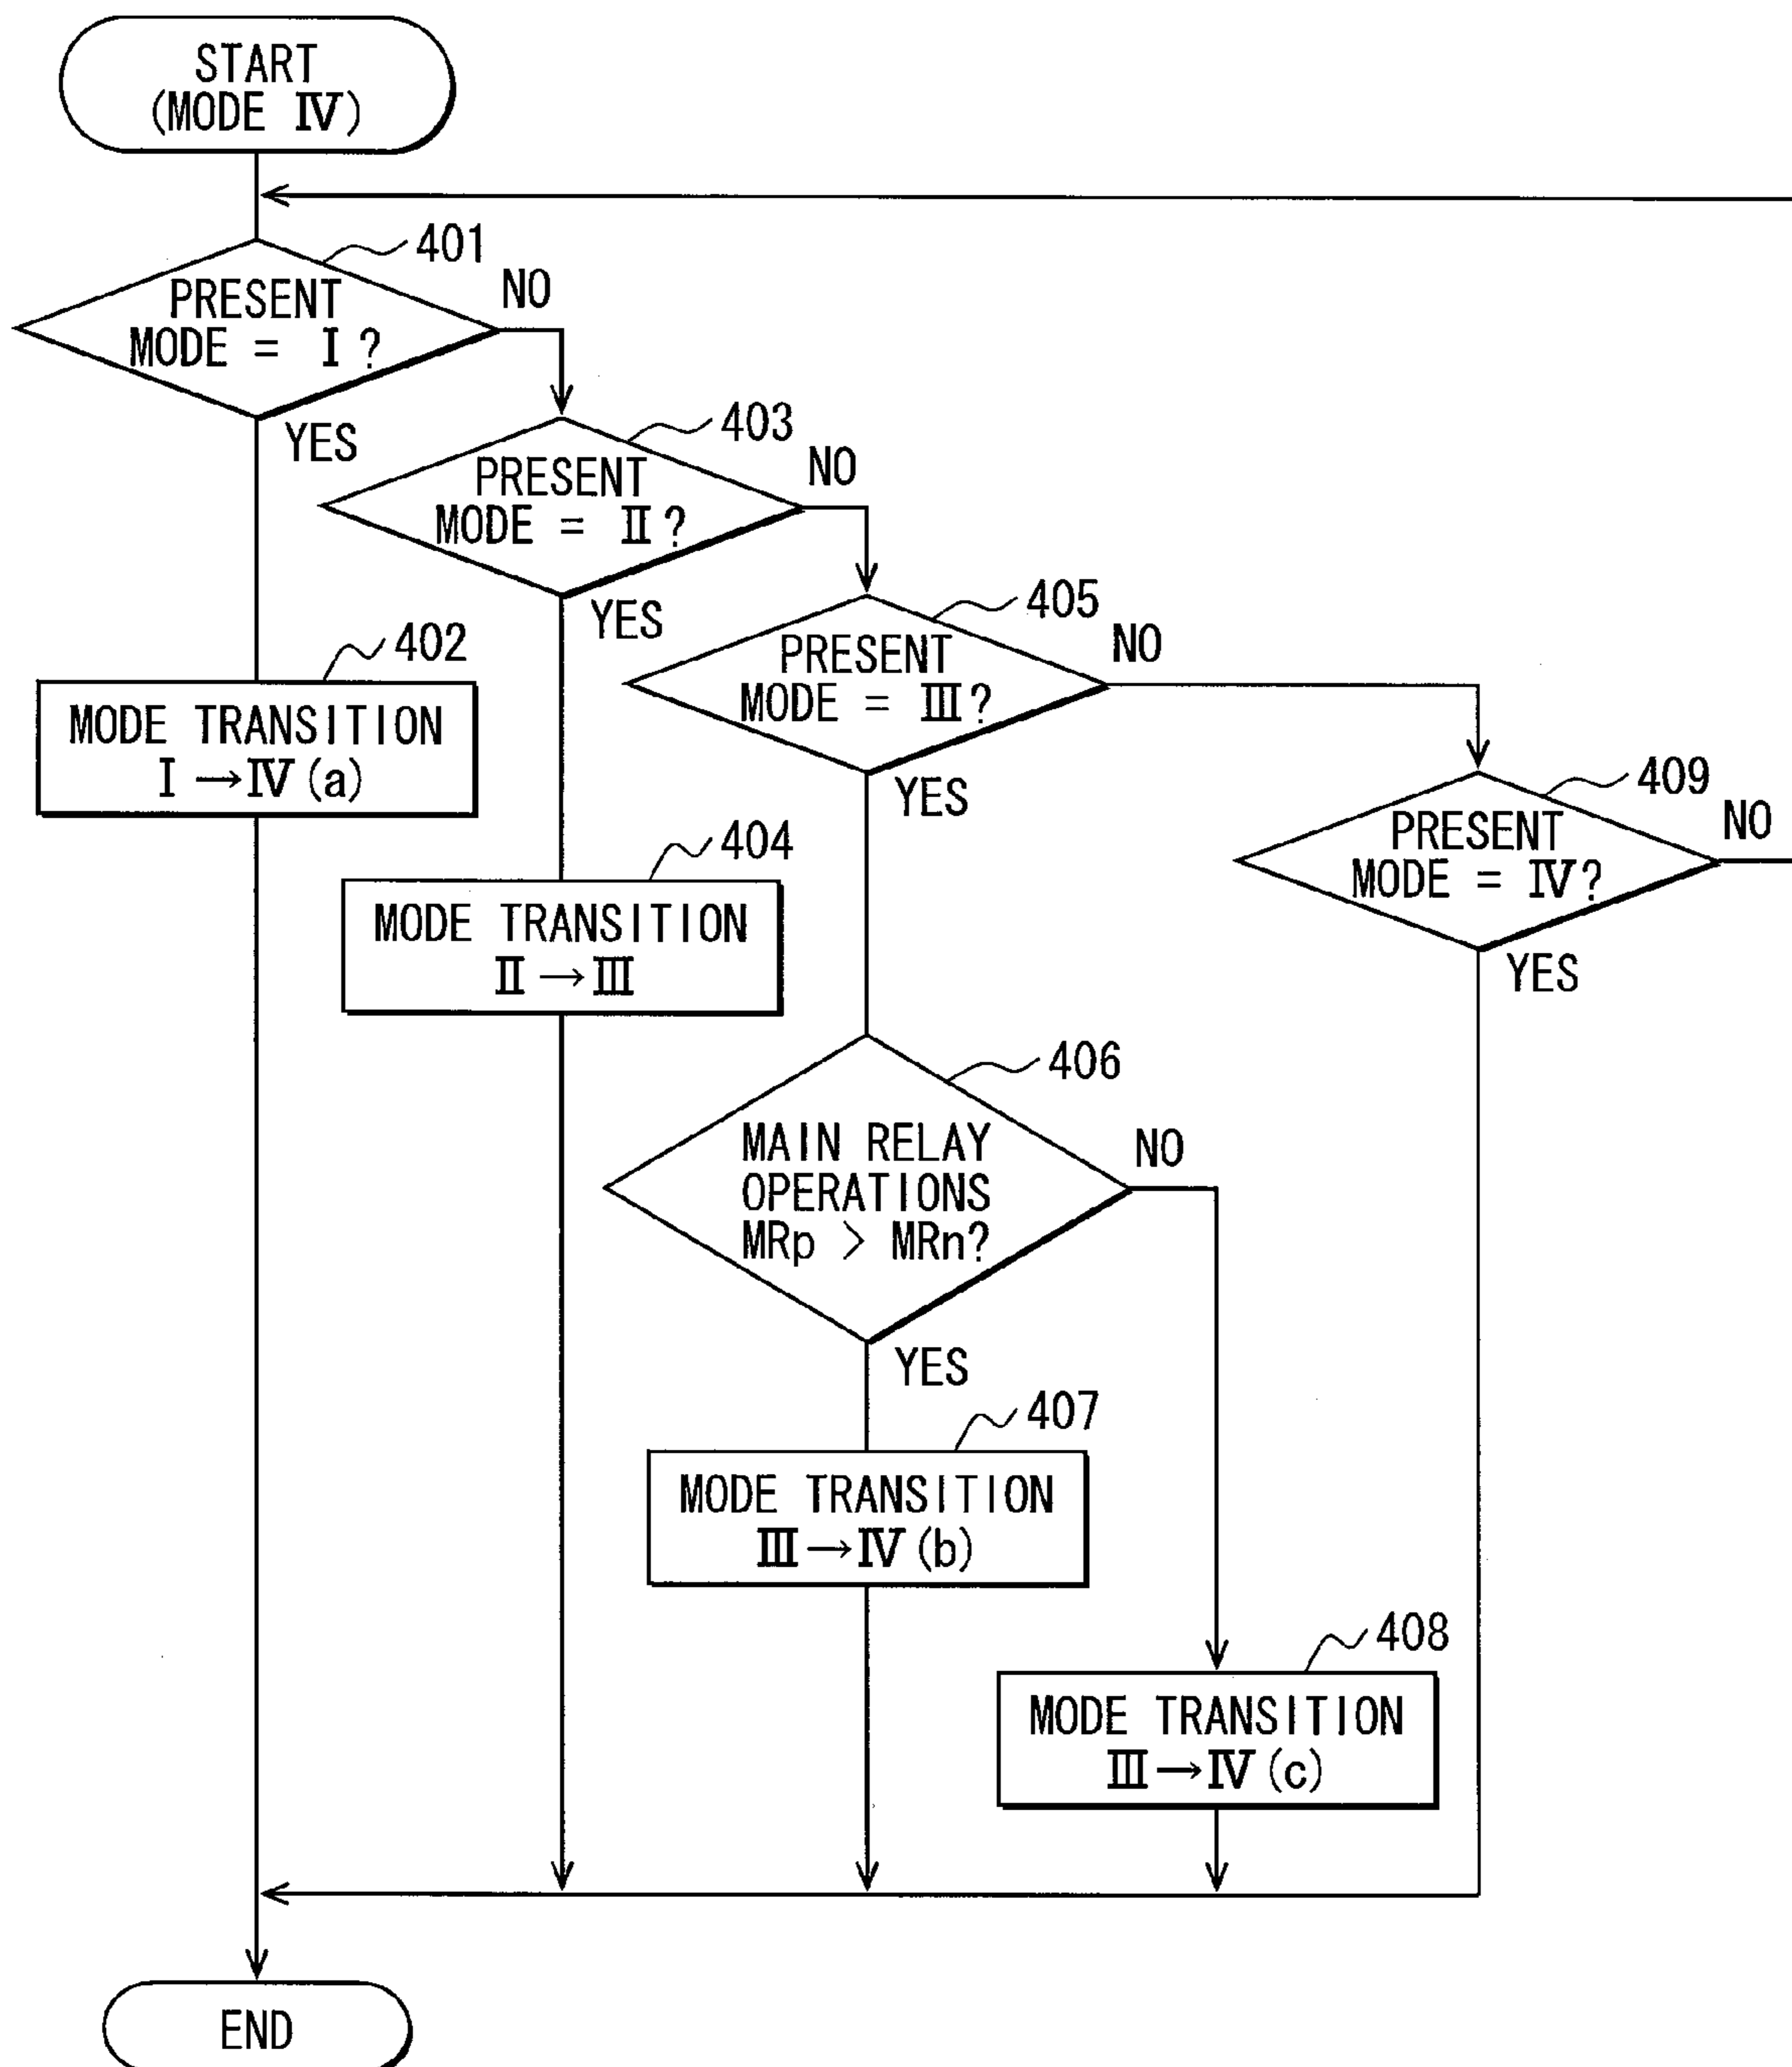 START
(MODE Ⅳ)
401
PRESENT
MODE = Ⅰ?
NO
YES
403
PRESENT
MODE = Ⅱ?
NO
YES
405
PRESENT
MODE = Ⅲ?
NO
YES
402
MODE TRANSITION
Ⅰ→Ⅳ(a)
409
PRESENT
MODE = Ⅳ?
NO
YES
404
MODE TRANSITION
Ⅱ→Ⅲ
406
MAIN RELAY
OPERATIONS
MRp > MRn?
NO
YES
407
MODE TRANSITION
Ⅲ→Ⅳ(b)
408
MODE TRANSITION
Ⅲ→Ⅳ(c)
END